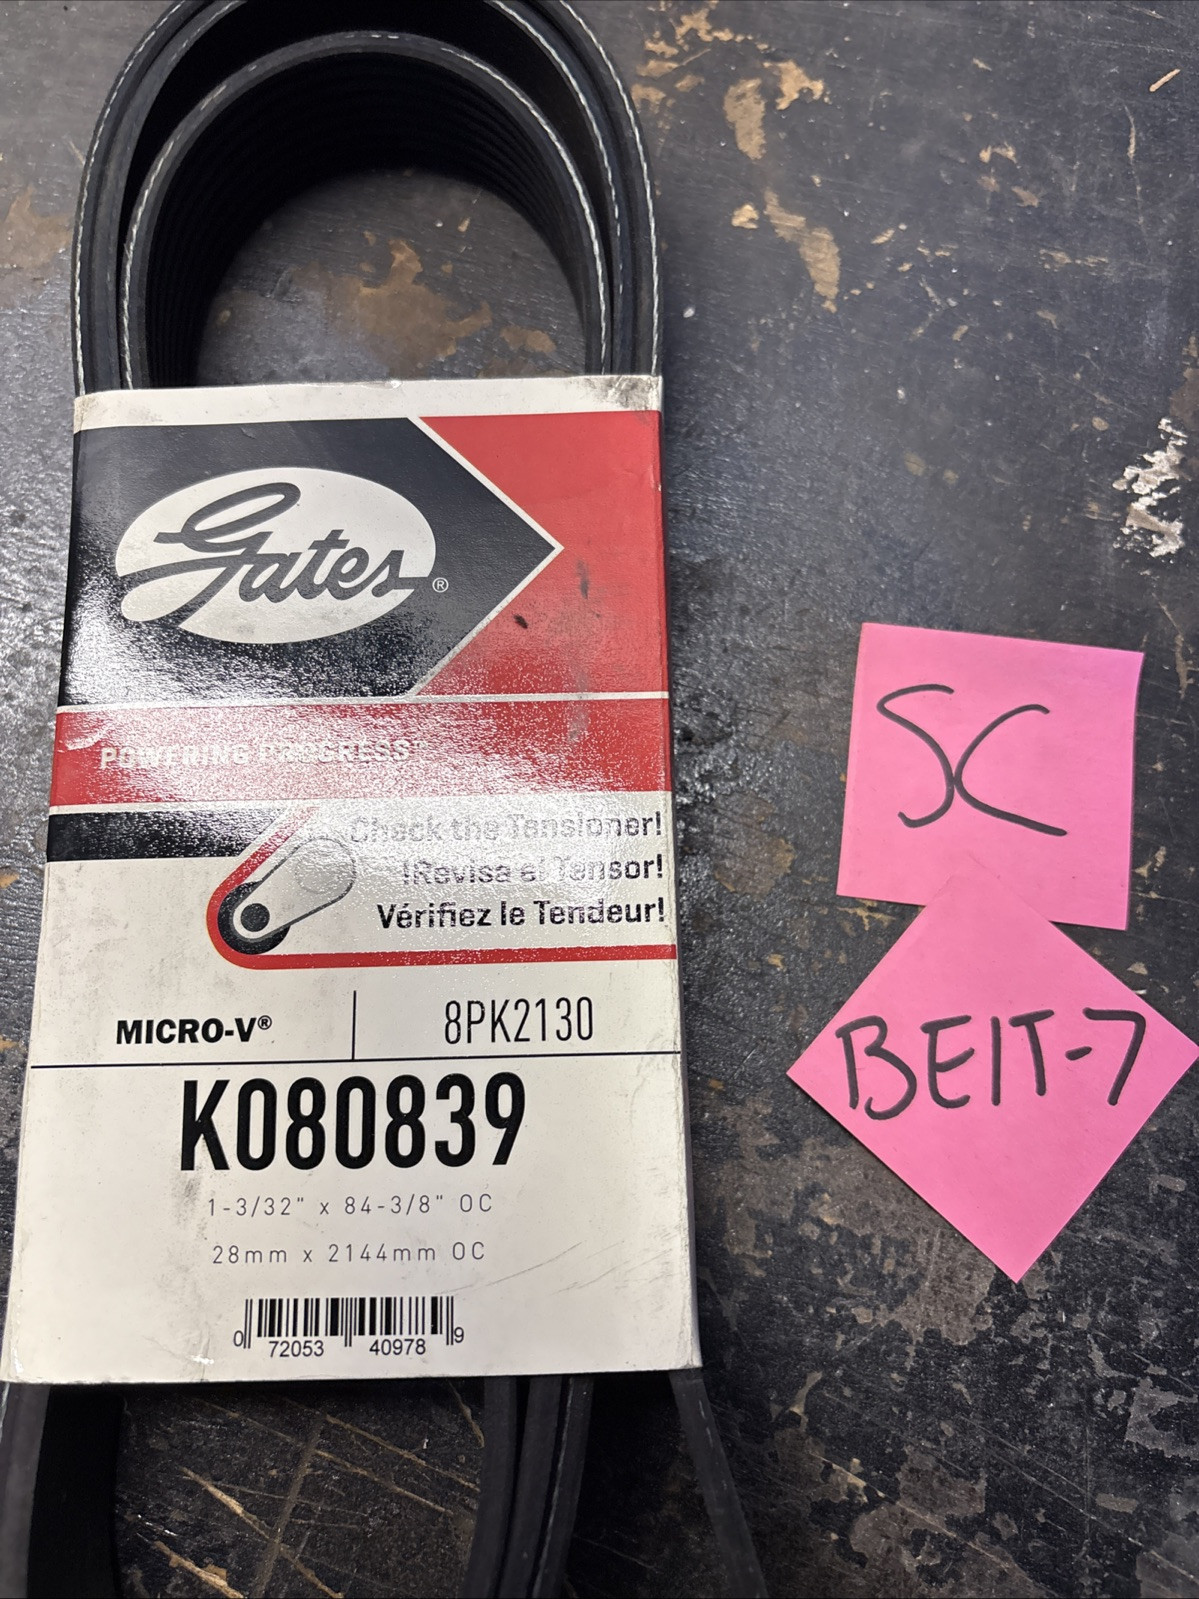 Gates®
POWERING PROGRESS™
Check the Tensioner!
!Revisa el Tensor!
Vérifiez le Tendeur!
MICRO-V® 8PK2130
K080839
1-3/32" x 84-3/8" OC
28mm x 2144mm OC
0 72053 40978 9
SC
BEIT-7